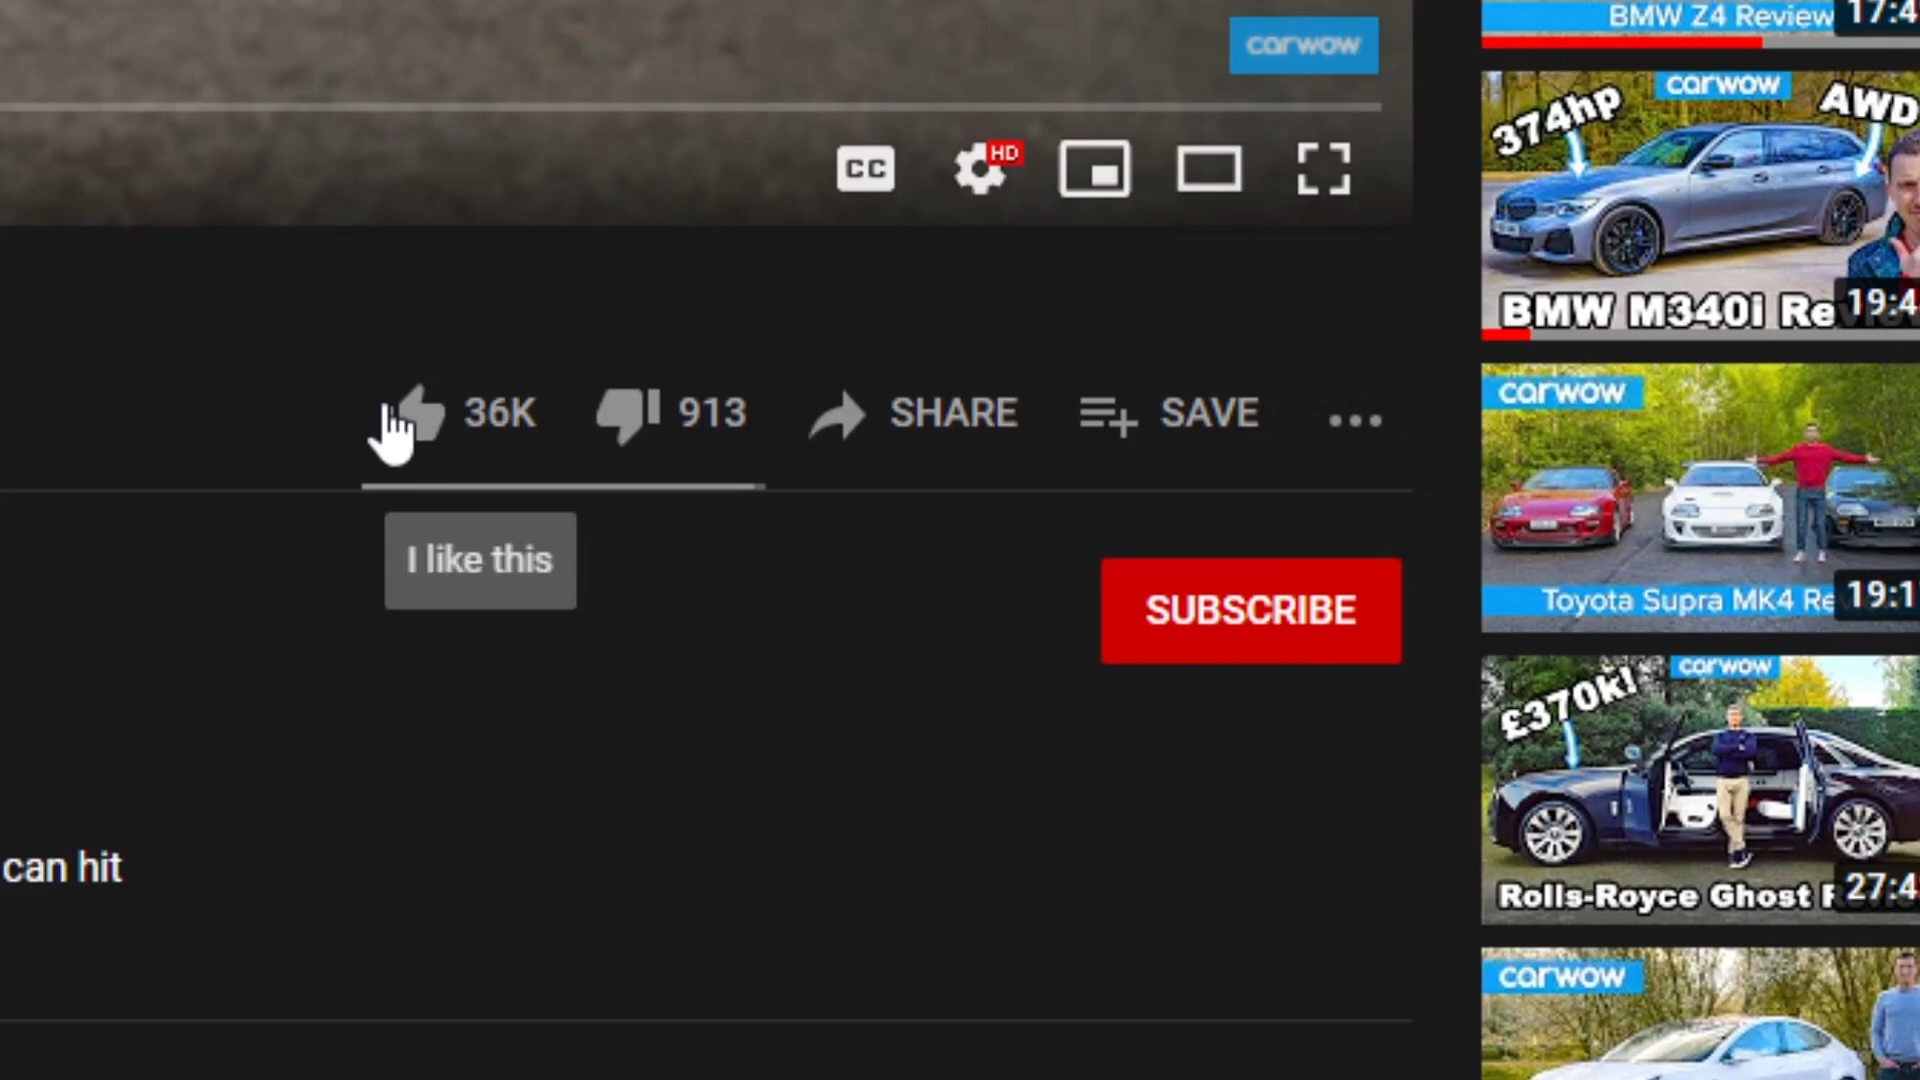 carwow
CC
HD
36K
913
SHARE
SAVE
I like this
SUBSCRIBE
can hit
BMW Z4 Review
17:4
374hp
carwow
AWD
BMW M340i Re
19:4
carwow
Toyota Supra MK4 Re
19:1
carwow
£370k!
Rolls-Royce Ghost R
27:4
carwow